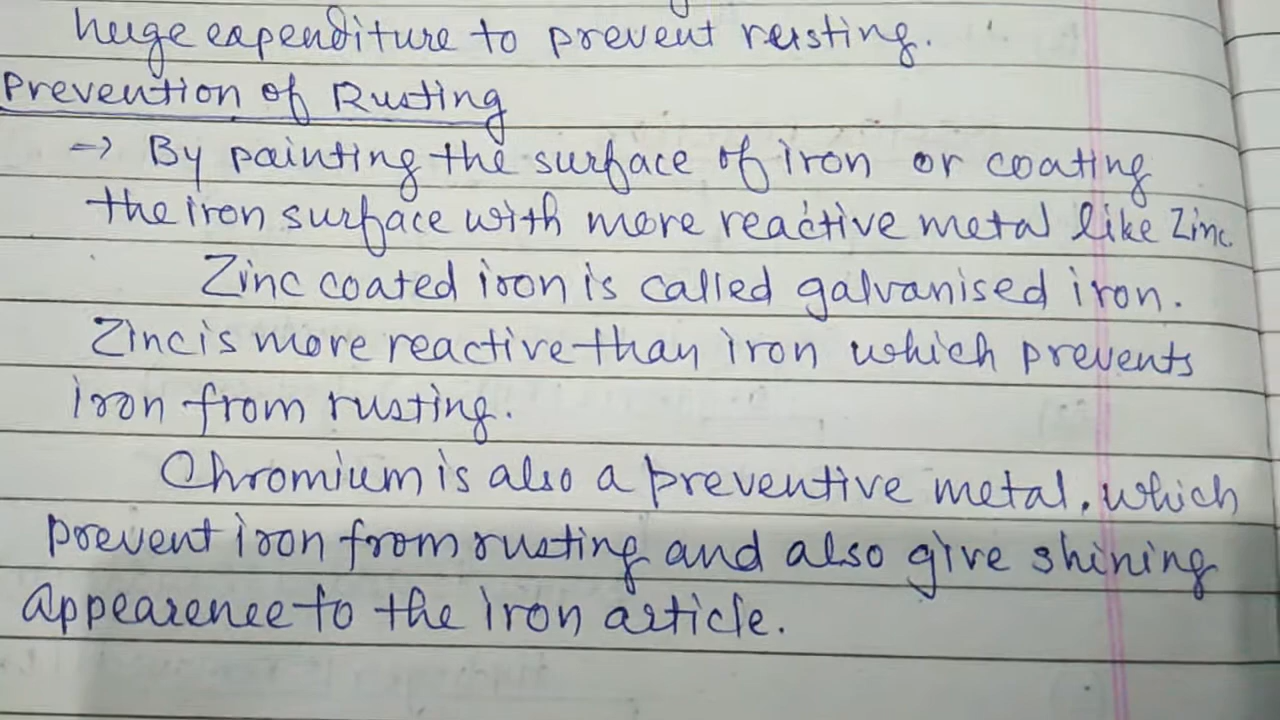 huge expenditure to prevent rusting.
Prevention of Rusting
→ By painting the surface of iron or coating
the iron surface with more reactive metal like Zinc.
Zinc coated iron is called galvanised iron.
Zinc is more reactive than iron which prevents
iron from rusting.
Chromium is also a preventive metal, which
prevent iron from rusting and also give shining
appearence to the iron article.